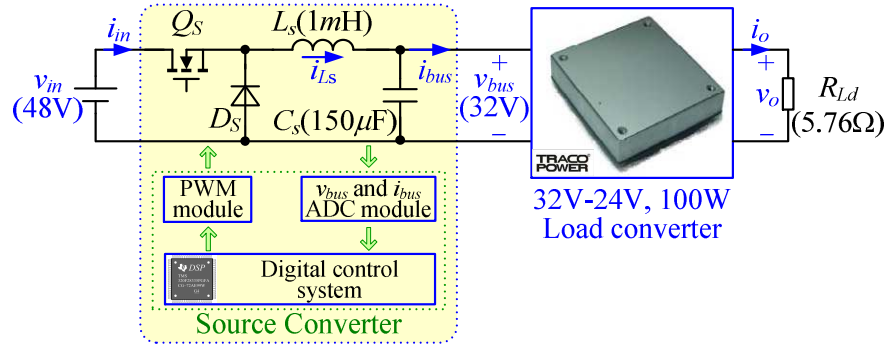 i_in
Q_S
L_s(1mH)
i_Ls
i_bus
i_o
v_in
(48V)
D_S
C_s(150μF)
+
v_bus
(32V)
−
TRACO
POWER
+
v_o
−
R_Ld
(5.76Ω)
PWM
module
v_bus and i_bus
ADC module
32V-24V, 100W
Load converter
DSP
Digital control
system
Source Converter